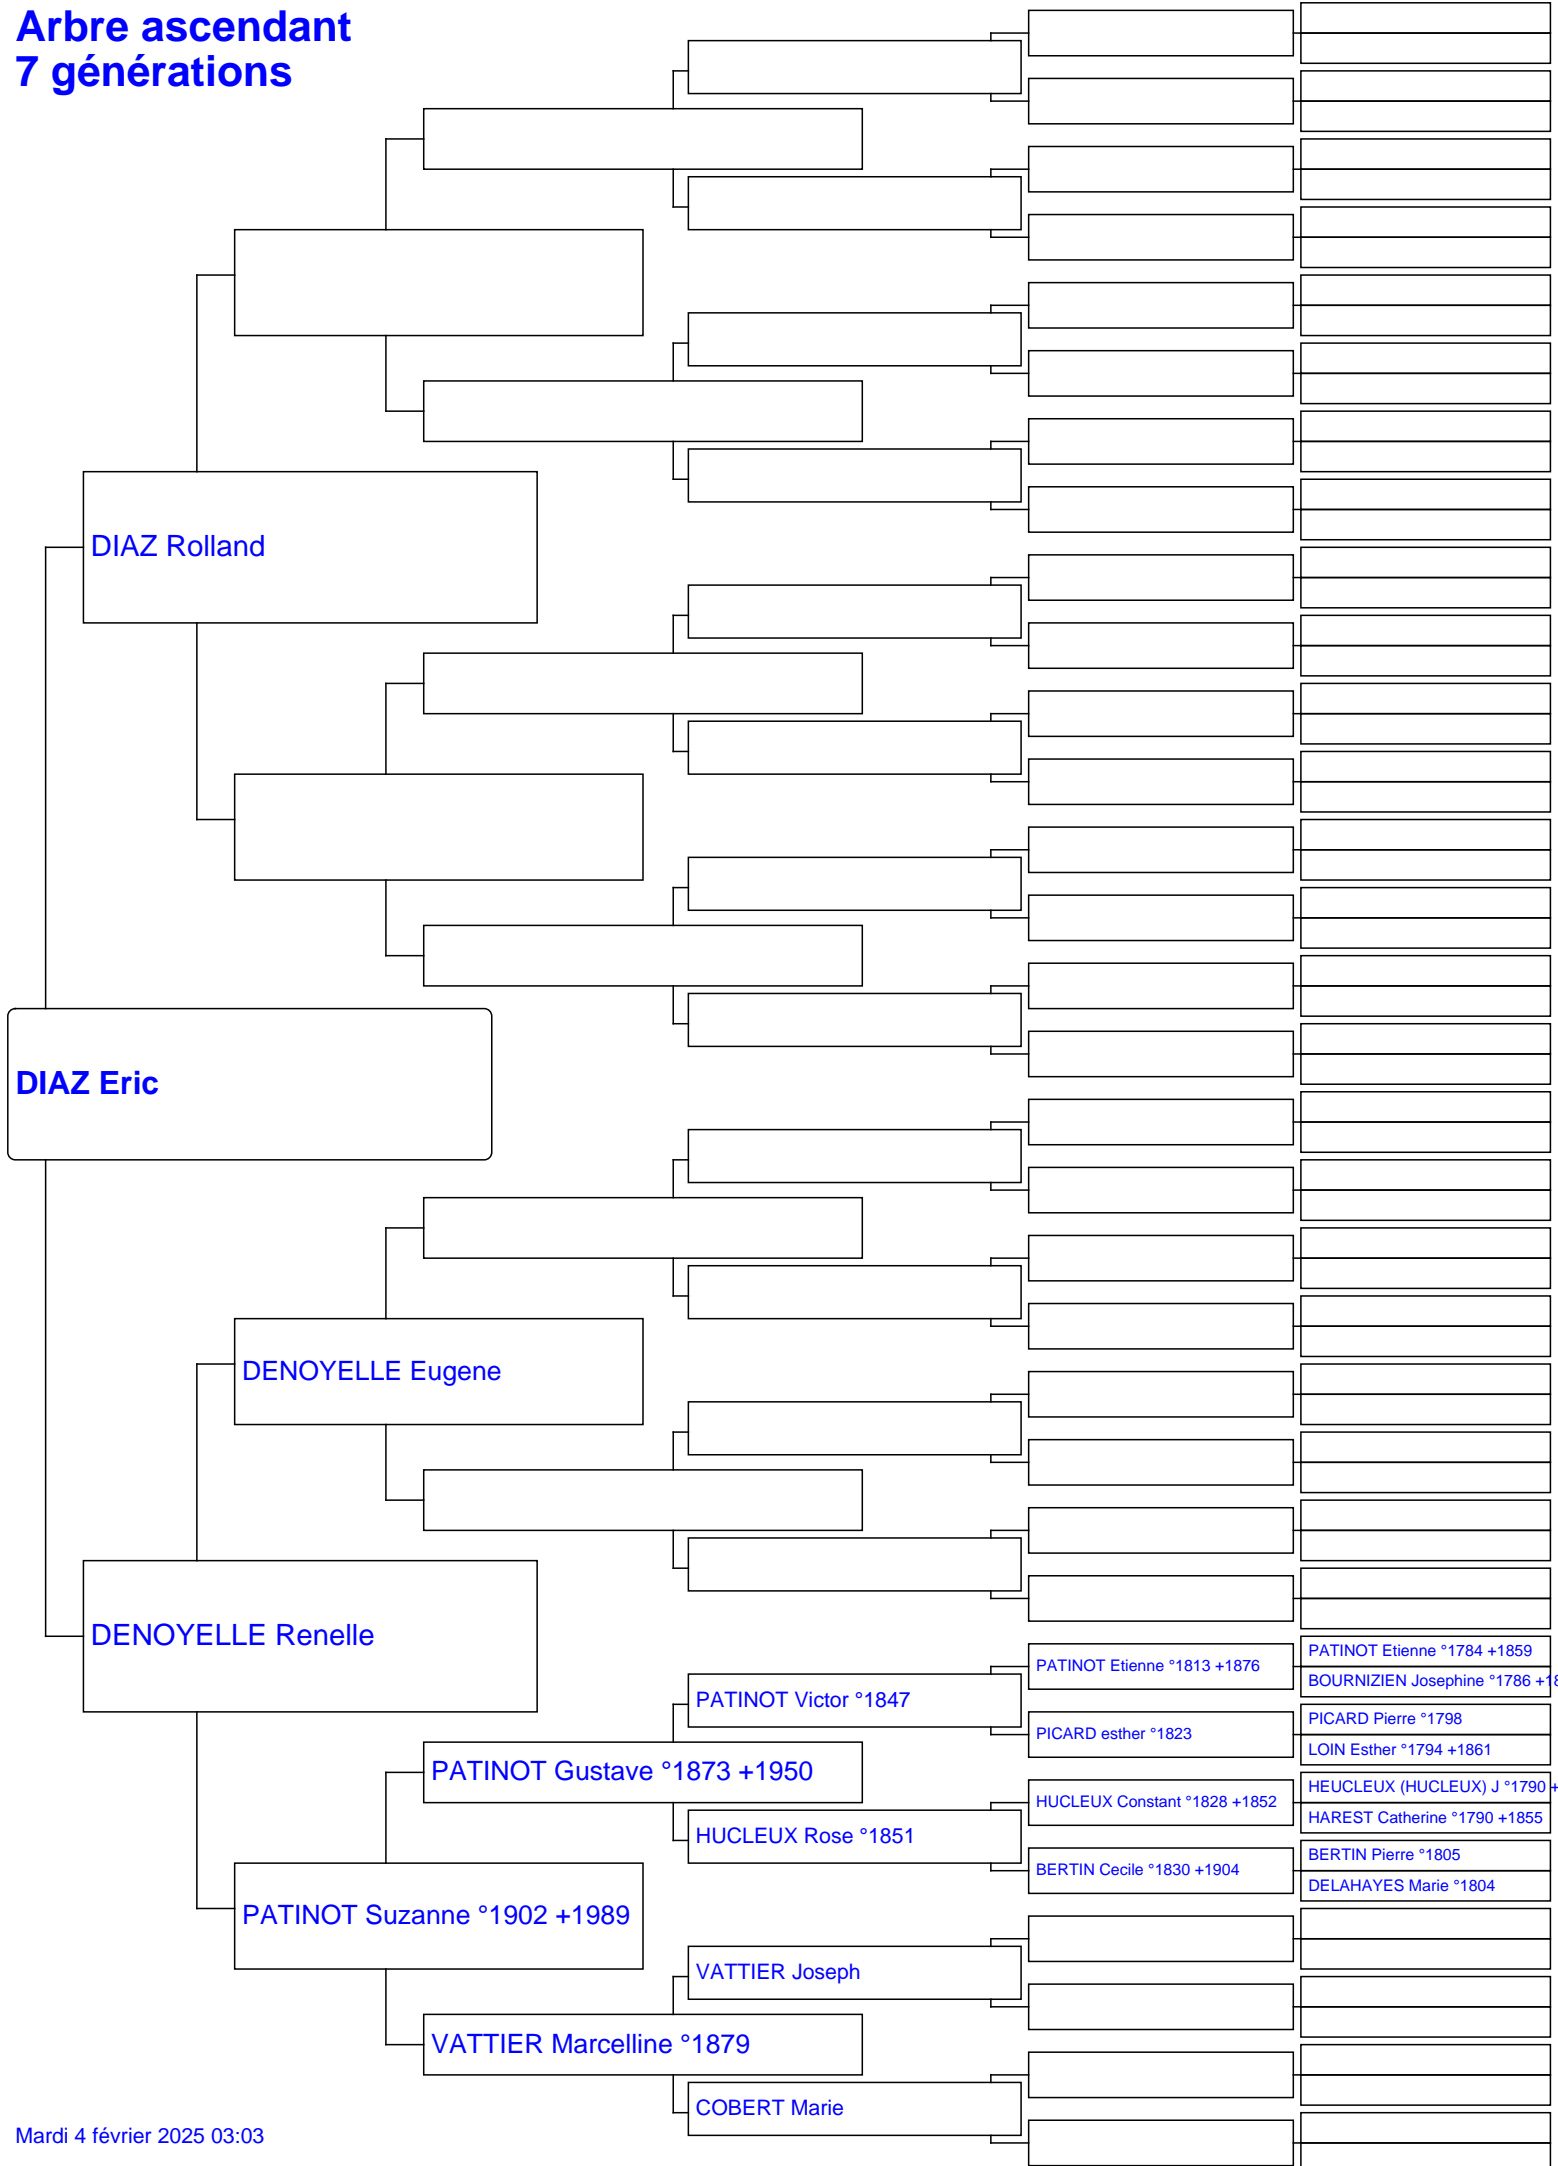 Arbre ascendant
7 générations
DIAZ Rolland
DIAZ Eric
DENOYELLE Eugene
DENOYELLE Renelle
PATINOT Etienne °1784 +1859
PATINOT Etienne °1813 +1876
BOURNIZIEN Josephine °1786 +18
PATINOT Victor °1847
PICARD Pierre °1798
PICARD esther °1823
LOIN Esther °1794 +1861
PATINOT Gustave °1873 +1950
HEUCLEUX (HUCLEUX) J °1790 +
HUCLEUX Constant °1828 +1852
HAREST Catherine °1790 +1855
HUCLEUX Rose °1851
BERTIN Pierre °1805
BERTIN Cecile °1830 +1904
DELAHAYES Marie °1804
PATINOT Suzanne °1902 +1989
VATTIER Joseph
VATTIER Marcelline °1879
COBERT Marie
Mardi 4 février 2025 03:03